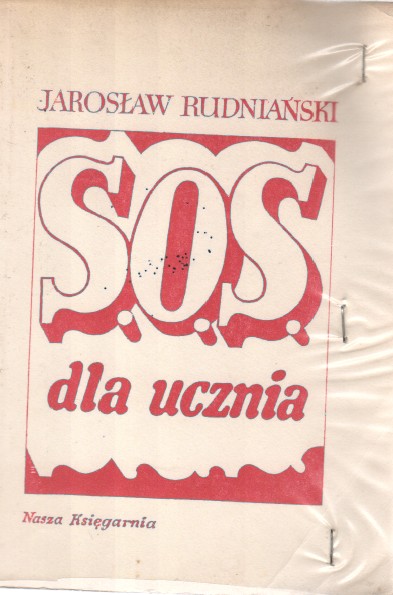 JAROSŁAW RUDNIAŃSKI
S.O.S.
dla ucznia
Nasza Księgarnia